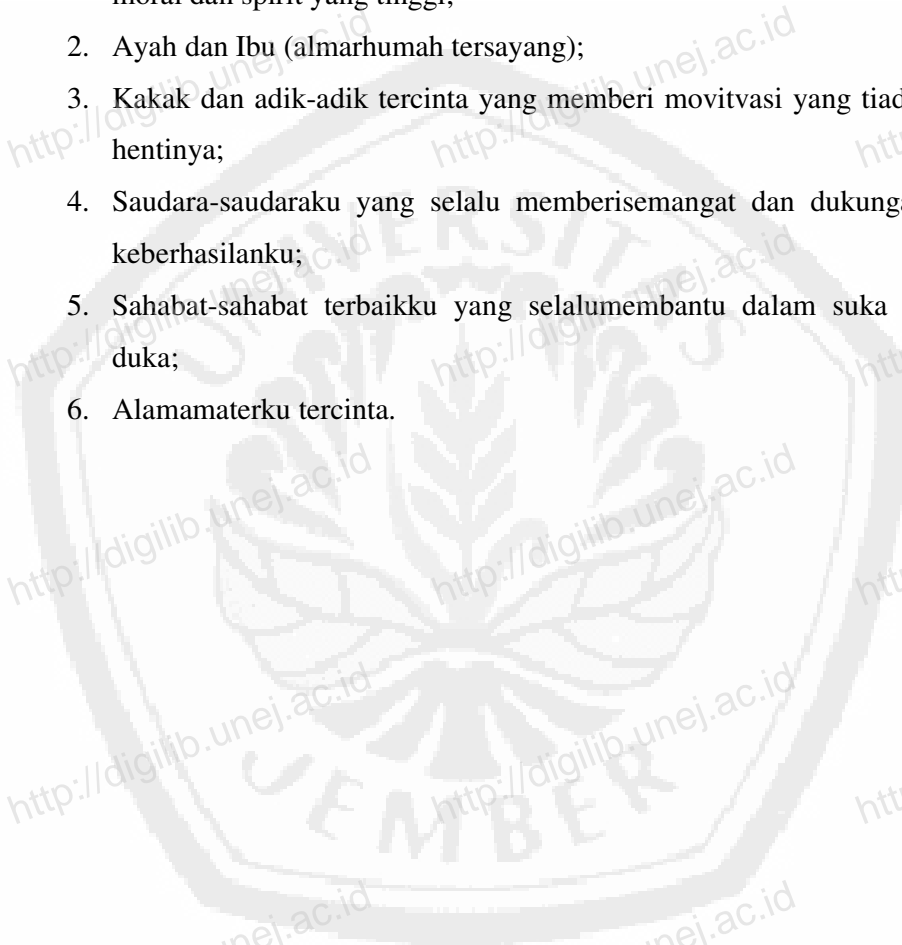 moral dan spirit yang tinggi;
2. Ayah dan Ibu (almarhumah tersayang);
3. Kakak dan adik-adik tercinta yang memberi movitvasi yang tiad
hentinya;
4. Saudara-saudaraku yang selalu memberisemangat dan dukunga
keberhasilanku;
5. Sahabat-sahabat terbaikku yang selalumembantu dalam suka
duka;
6. Alamamaterku tercinta.
UNIVERSITAS
JEMBER
http://digilib.unej.ac.id
http://digilib.unej.ac.id
http://digilib.unej.ac.id
http://digilib.unej.ac.id
http://digilib.unej.ac.id
http://digilib.unej.ac.id
http://digilib.unej.ac.id
http://digilib.unej.ac.id